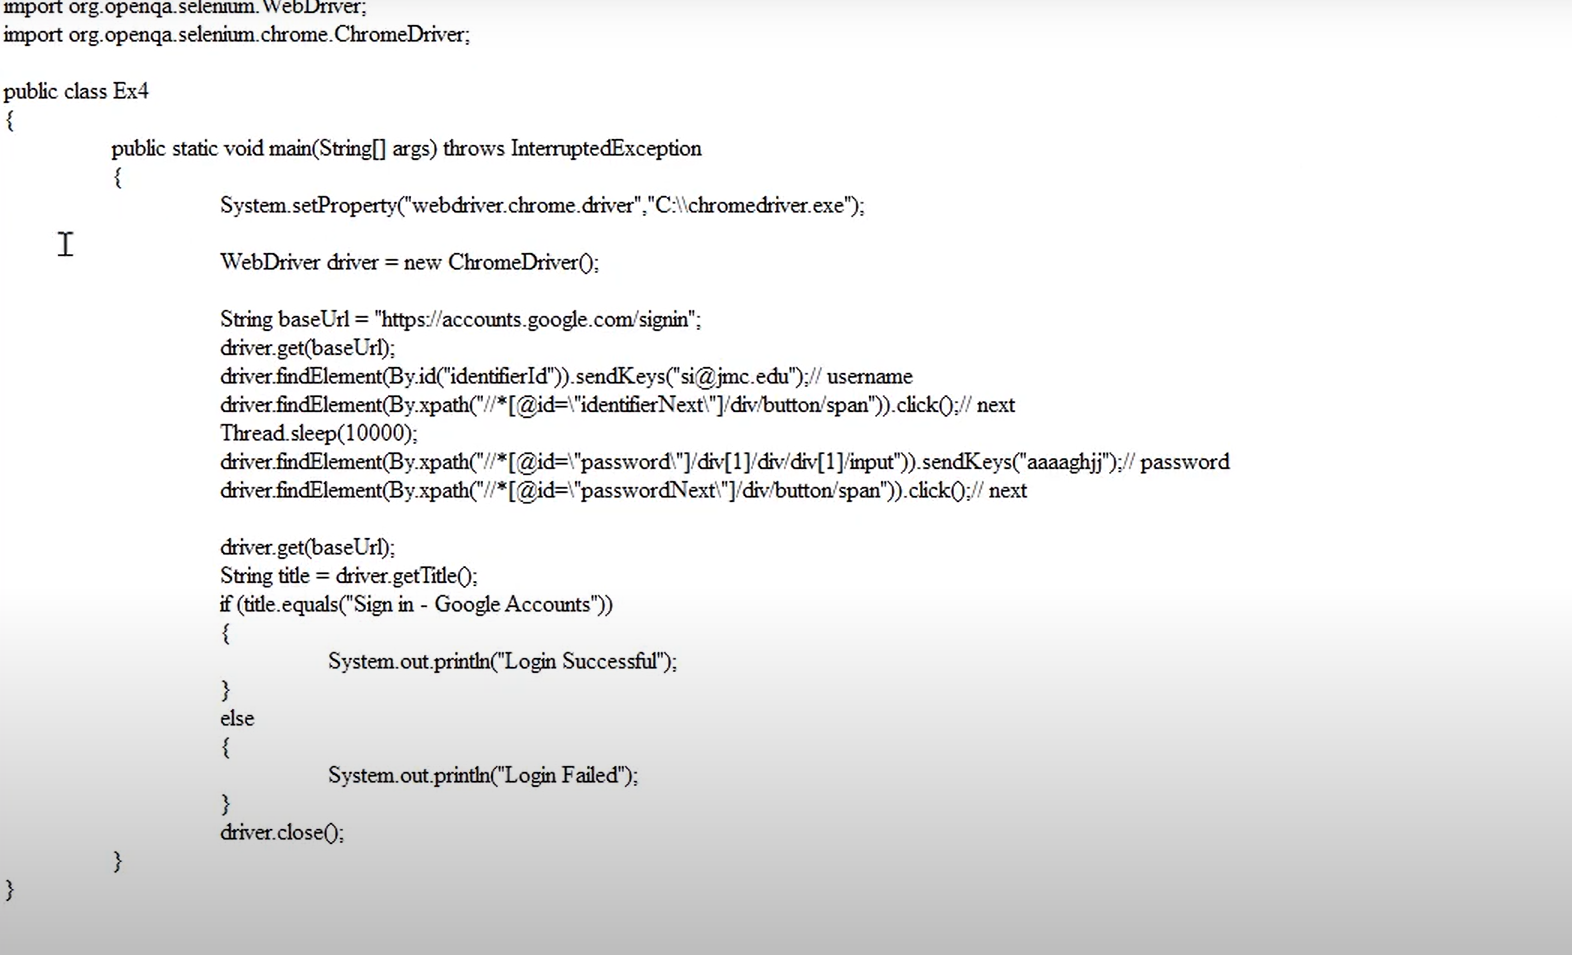 import org.openqa.selenium.WebDriver;
import org.openqa.selenium.chrome.ChromeDriver;
public class Ex4
{
public static void main(String[] args) throws InterruptedException
{
System.setProperty("webdriver.chrome.driver","C:\\chromedriver.exe");
WebDriver driver = new ChromeDriver();
String baseUrl = "https://accounts.google.com/signin";
driver.get(baseUrl);
driver.findElement(By.id("identifierId")).sendKeys("si@jmc.edu");// username
driver.findElement(By.xpath("//*[@id=\"identifierNext\"]/div/button/span")).click();// next
Thread.sleep(10000);
driver.findElement(By.xpath("//*[@id=\"password\"]/div[1]/div/div[1]/input")).sendKeys("aaaaghjj");// password
driver.findElement(By.xpath("//*[@id=\"passwordNext\"]/div/button/span")).click();// next
driver.get(baseUrl);
String title = driver.getTitle();
if (title.equals("Sign in - Google Accounts"))
{
System.out.println("Login Successful");
}
else
{
System.out.println("Login Failed");
}
driver.close();
}
}